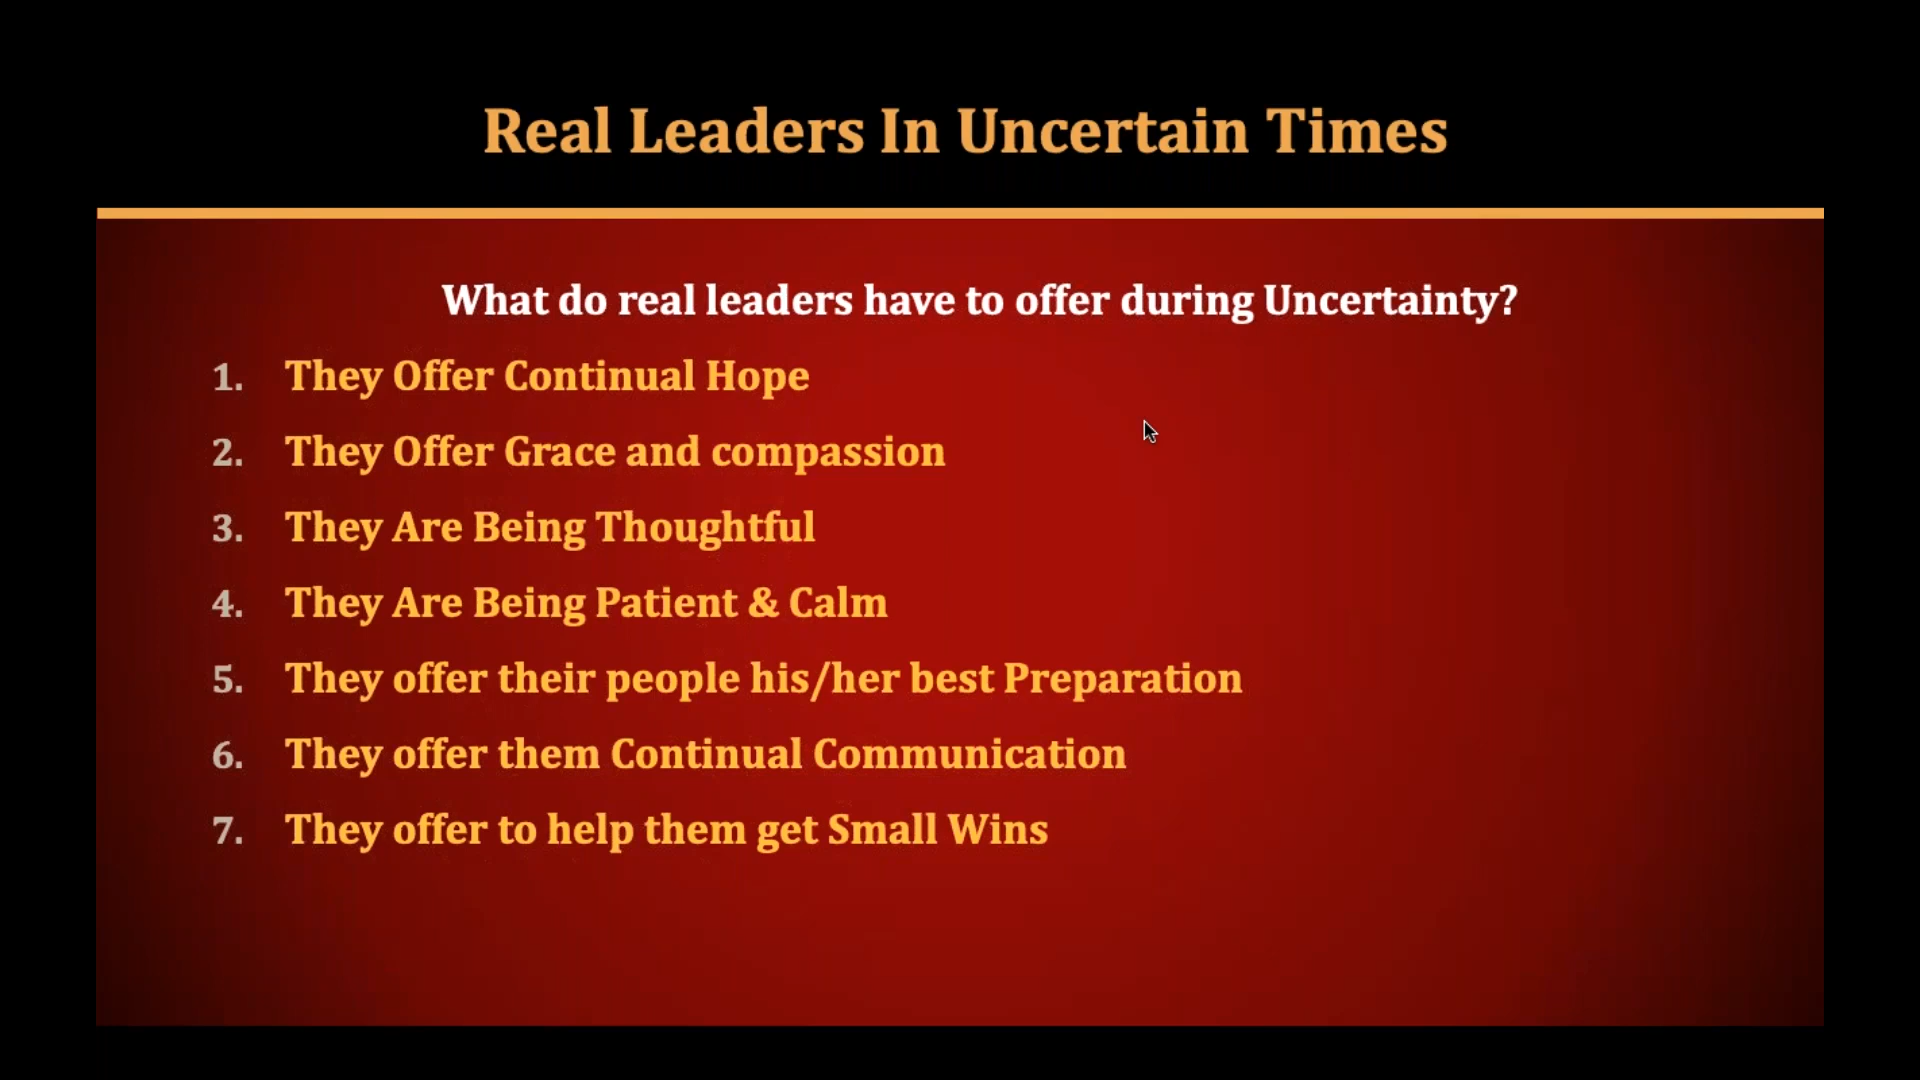 Real Leaders In Uncertain Times
What do real leaders have to offer during Uncertainty?
1. They Offer Continual Hope
2. They Offer Grace and compassion
3. They Are Being Thoughtful
4. They Are Being Patient & Calm
5. They offer their people his/her best Preparation
6. They offer them Continual Communication
7. They offer to help them get Small Wins